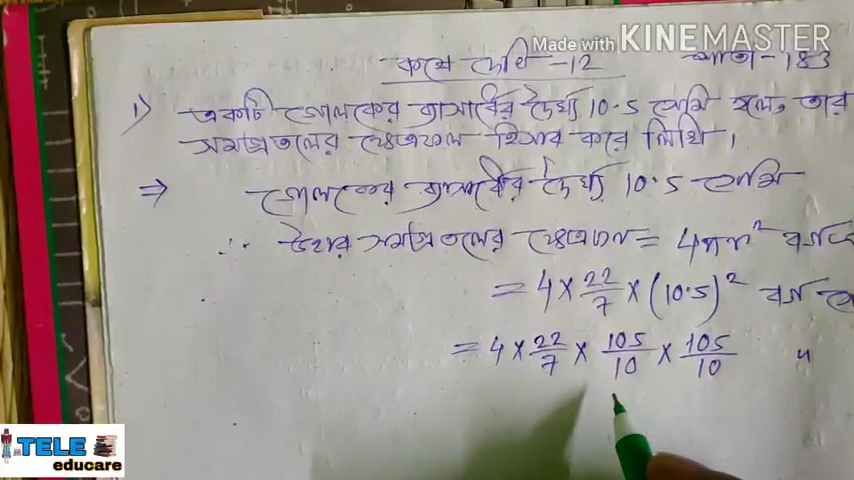 Made with KINEMASTER
কষে দেখি -12 পাতা - 183
1) একটি গোলকের ব্যাসার্ধের দৈর্ঘ্য 10.5 সেমি হলে, তার
সমগ্রতলের ক্ষেত্রফল হিসাব করে লিখি।
⇒ গোলকের ব্যাসার্ধের দৈর্ঘ্য 10.5 সেমি
∴ উহার সমগ্রতলের ক্ষেত্রফল = 4πr² বর্গসে
= 4 × 22/7 × (10.5)² বর্গ সে
= 4 × 22/7 × 105/10 × 105/10 "
TELE
educare